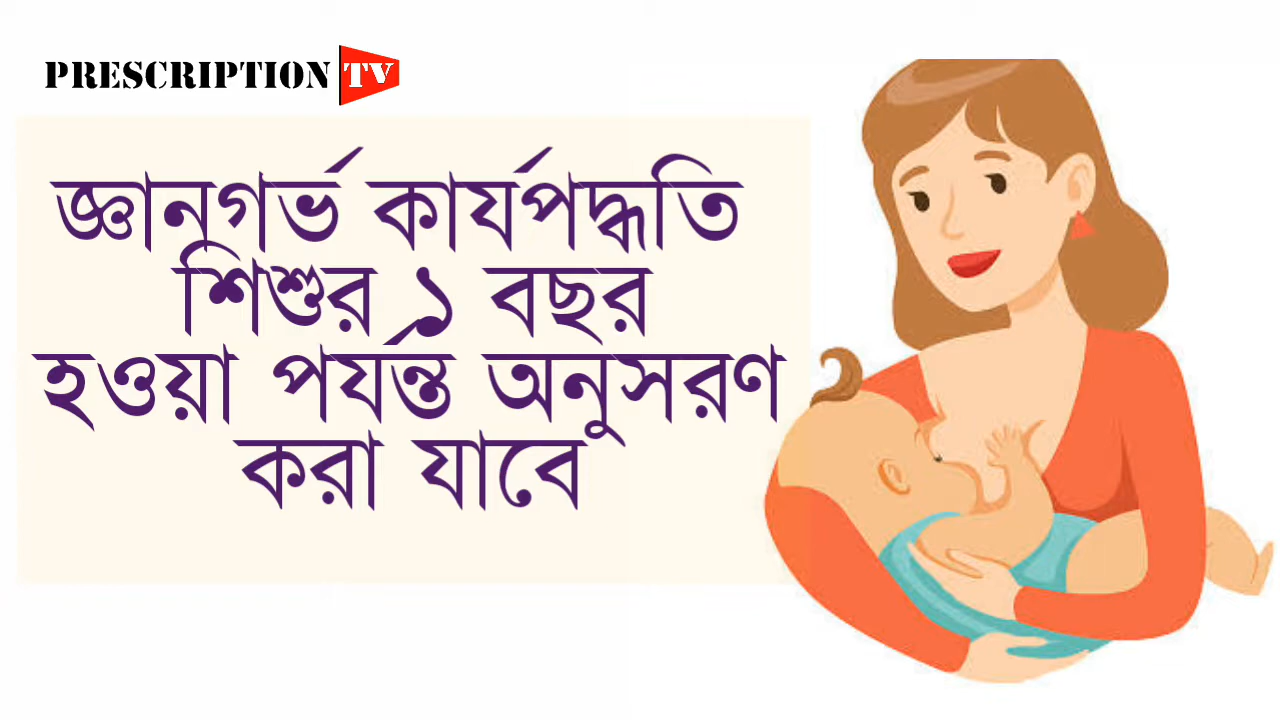 PRESCRIPTION TV
জ্ঞানগর্ভ কার্যপদ্ধতি
শিশুর ১ বছর
হওয়া পর্যন্ত অনুসরণ
করা যাবে